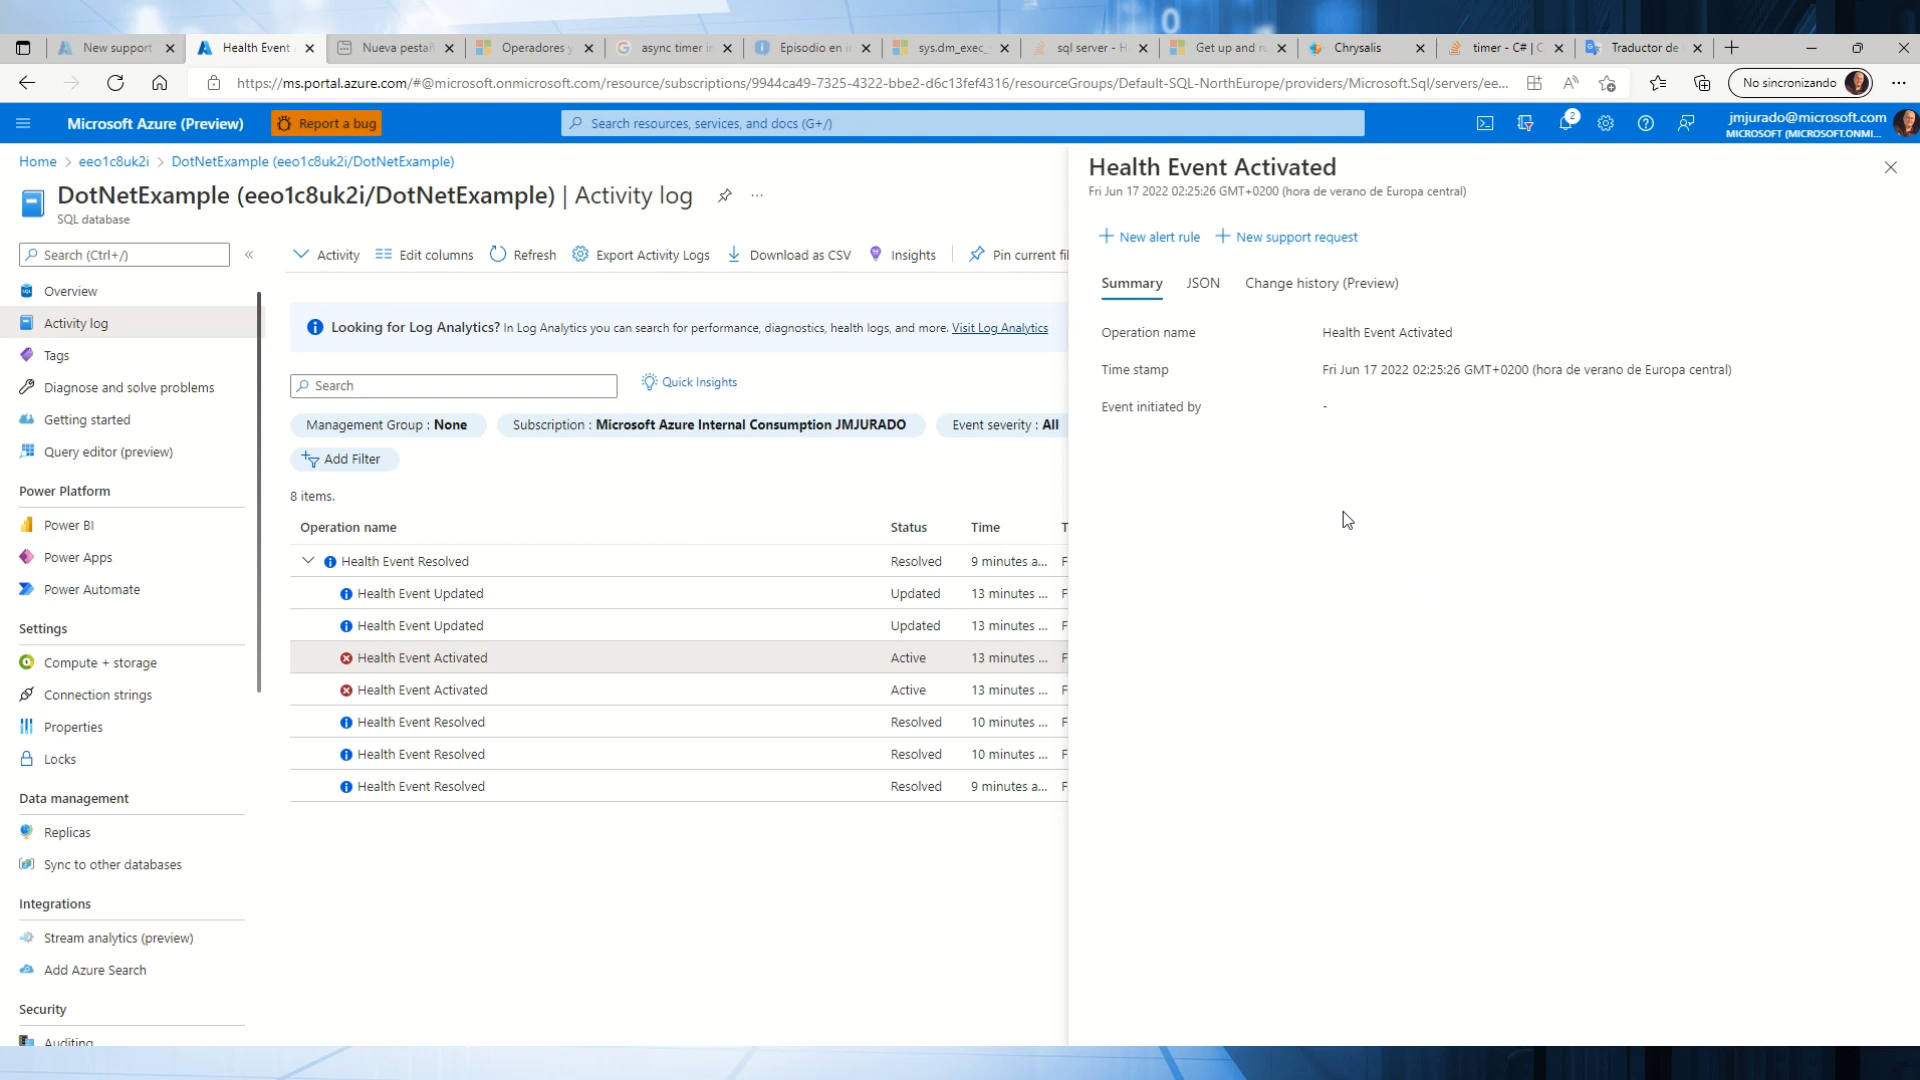 New support
Health Event
Nueva pestañ
Operadores y
async timer in
Episodio en i
sys.dm_exec_
sql server - H
Get up and ru
Chrysalis
timer - C# | C
Traductor de
https://ms.portal.azure.com/#@microsoft.onmicrosoft.com/resource/subscriptions/9944ca49-7325-4322-bbe2-d6c13fef4316/resourceGroups/Default-SQL-NorthEurope/providers/Microsoft.Sql/servers/ee...
No sincronizando
Microsoft Azure (Preview)
Report a bug
Search resources, services, and docs (G+/)
2
jmjurado@microsoft.com
MICROSOFT (MICROSOFT.ONMI...
Home > eeo1c8uk2i > DotNetExample (eeo1c8uk2i/DotNetExample)
DotNetExample (eeo1c8uk2i/DotNetExample) | Activity log
SQL database
Search (Ctrl+/)
Overview
Activity log
Tags
Diagnose and solve problems
Getting started
Query editor (preview)
Power Platform
Power BI
Power Apps
Power Automate
Settings
Compute + storage
Connection strings
Properties
Locks
Data management
Replicas
Sync to other databases
Integrations
Stream analytics (preview)
Add Azure Search
Security
Auditing
Activity
Edit columns
Refresh
Export Activity Logs
Download as CSV
Insights
Pin current fil
Looking for Log Analytics? In Log Analytics you can search for performance, diagnostics, health logs, and more. Visit Log Analytics
Search
Quick Insights
Management Group : None
Subscription : Microsoft Azure Internal Consumption JMJURADO
Event severity : All
Add Filter
8 items.
Operation name Status Time T
Health Event Resolved Resolved 9 minutes a... F
Health Event Updated Updated 13 minutes ... F
Health Event Updated Updated 13 minutes ... F
Health Event Activated Active 13 minutes ... F
Health Event Activated Active 13 minutes ... F
Health Event Resolved Resolved 10 minutes ... F
Health Event Resolved Resolved 10 minutes ... F
Health Event Resolved Resolved 9 minutes a... F
Health Event Activated
Fri Jun 17 2022 02:25:26 GMT+0200 (hora de verano de Europa central)
New alert rule
New support request
Summary
JSON
Change history (Preview)
Operation name Health Event Activated
Time stamp Fri Jun 17 2022 02:25:26 GMT+0200 (hora de verano de Europa central)
Event initiated by -